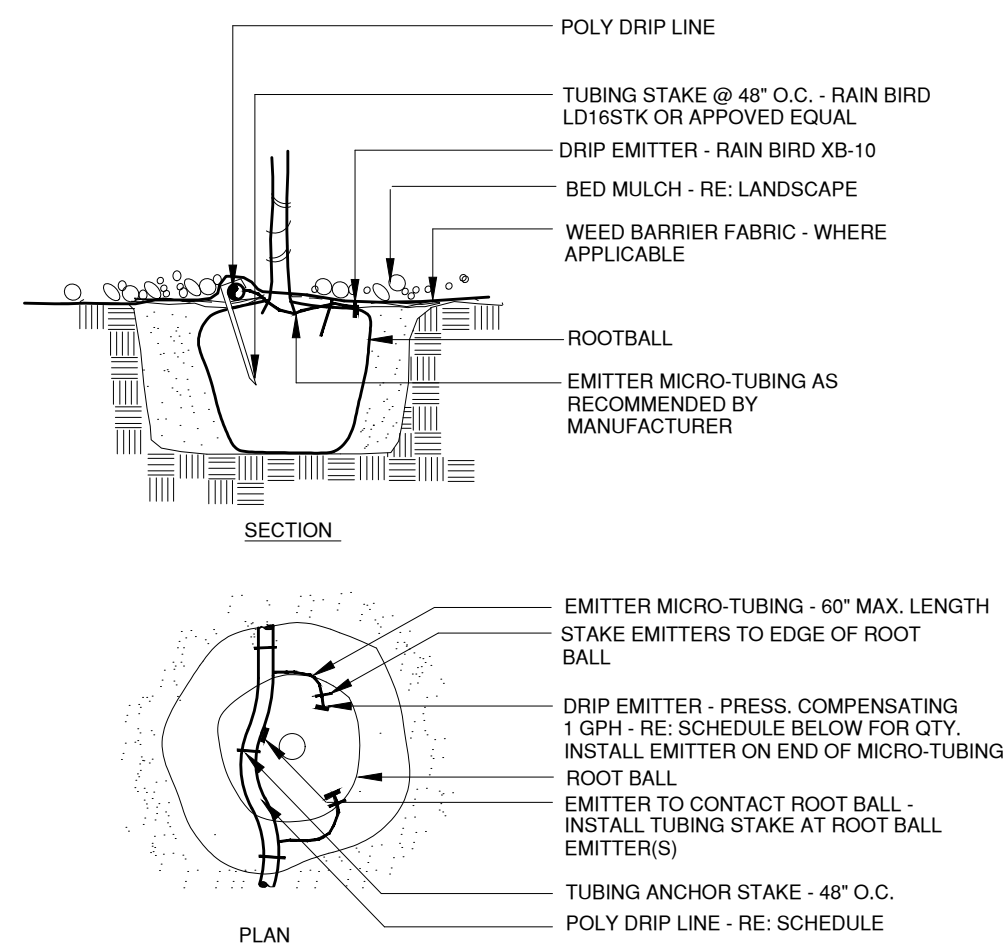 POLY DRIP LINE
TUBING STAKE @ 48" O.C. - RAIN BIRD
LD16STK OR APPOVED EQUAL
DRIP EMITTER - RAIN BIRD XB-10
BED MULCH - RE: LANDSCAPE
WEED BARRIER FABRIC - WHERE
APPLICABLE
ROOTBALL
EMITTER MICRO-TUBING AS
RECOMMENDED BY
MANUFACTURER
SECTION
EMITTER MICRO-TUBING - 60" MAX. LENGTH
STAKE EMITTERS TO EDGE OF ROOT
BALL
DRIP EMITTER - PRESS. COMPENSATING
1 GPH - RE: SCHEDULE BELOW FOR QTY.
INSTALL EMITTER ON END OF MICRO-TUBING
ROOT BALL
EMITTER TO CONTACT ROOT BALL -
INSTALL TUBING STAKE AT ROOT BALL
EMITTER(S)
TUBING ANCHOR STAKE - 48" O.C.
POLY DRIP LINE - RE: SCHEDULE
PLAN